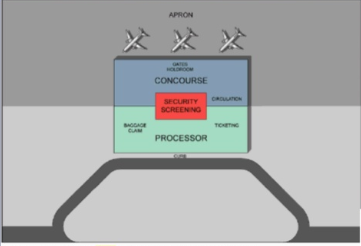 APRON
GATES
HOLDROOM
CONCOURSE
SECURITY
SCREENING
CIRCULATION
BAGGAGE
CLAIM
TICKETING
PROCESSOR
CURB